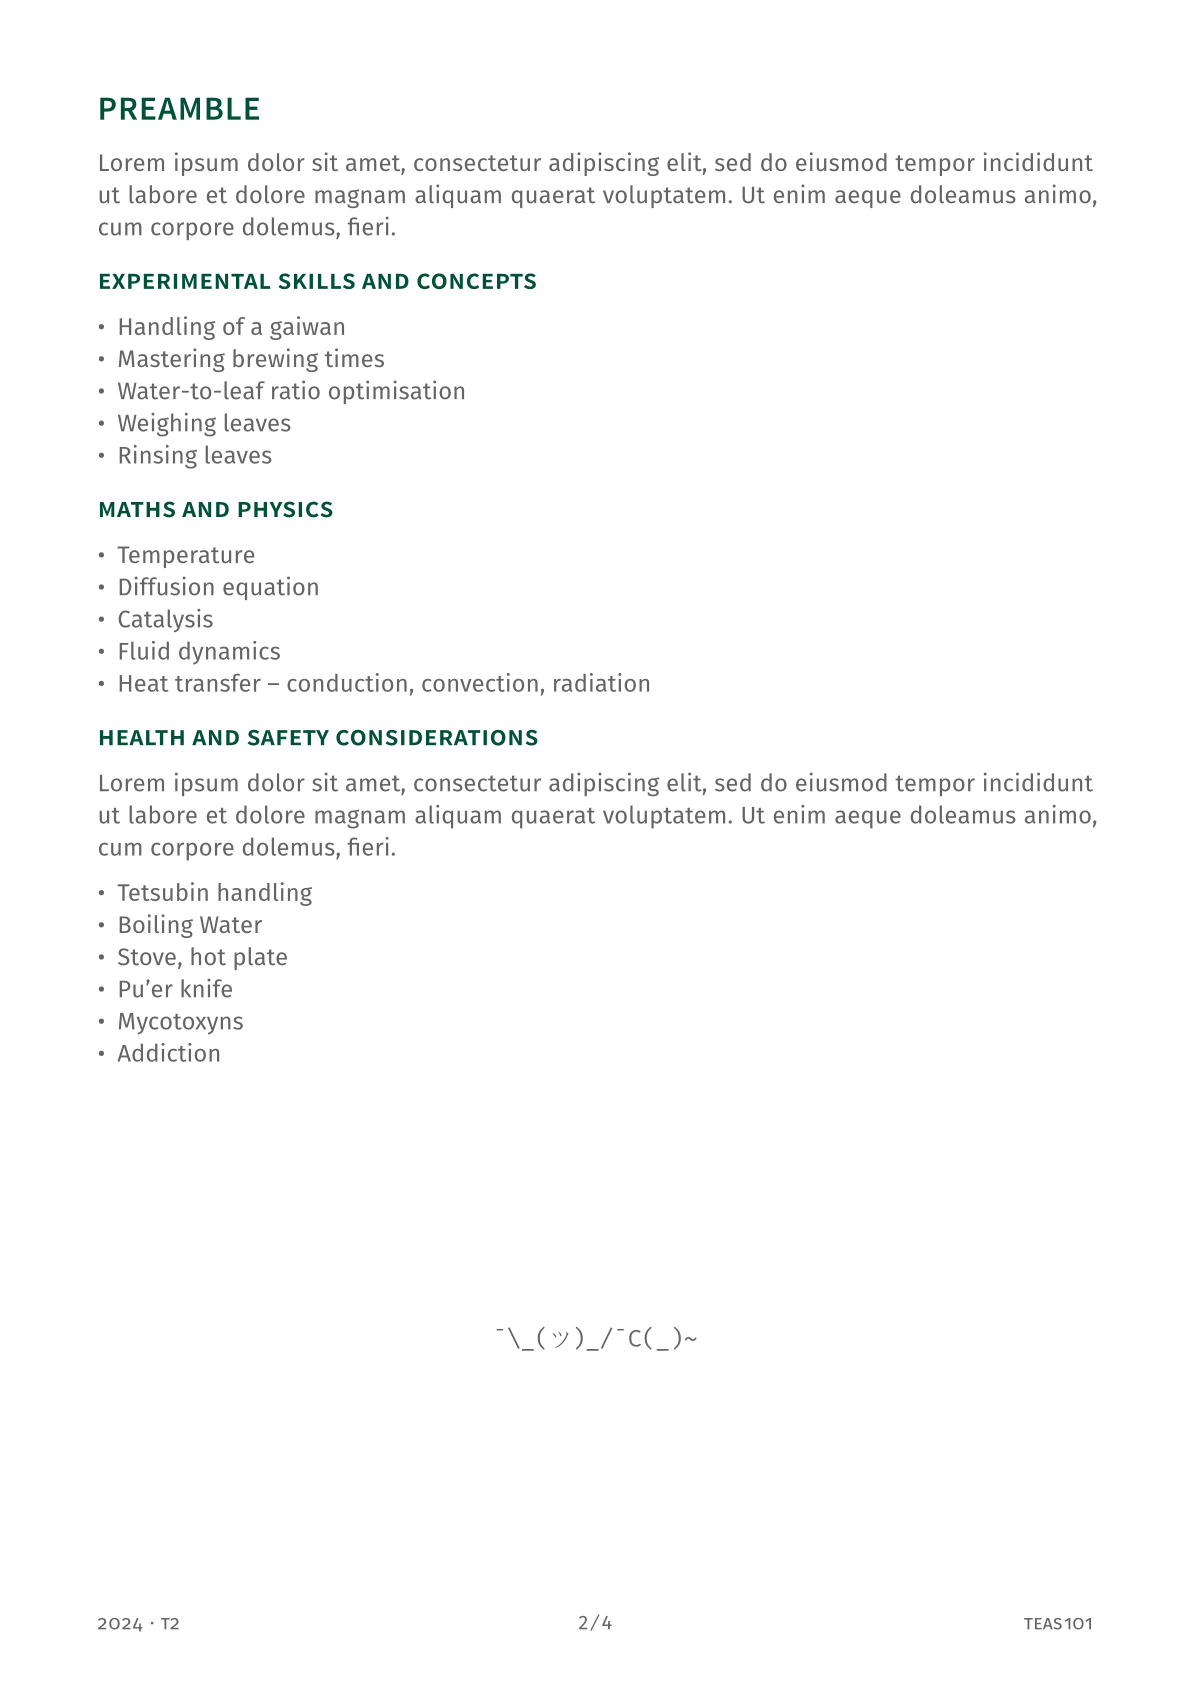 PREAMBLE
Lorem ipsum dolor sit amet, consectetur adipiscing elit, sed do eiusmod tempor incididunt
ut labore et dolore magnam aliquam quaerat voluptatem. Ut enim aeque doleamus animo,
cum corpore dolemus, fieri.
EXPERIMENTAL SKILLS AND CONCEPTS
• Handling of a gaiwan
• Mastering brewing times
• Water-to-leaf ratio optimisation
• Weighing leaves
• Rinsing leaves
MATHS AND PHYSICS
• Temperature
• Diffusion equation
• Catalysis
• Fluid dynamics
• Heat transfer – conduction, convection, radiation
HEALTH AND SAFETY CONSIDERATIONS
Lorem ipsum dolor sit amet, consectetur adipiscing elit, sed do eiusmod tempor incididunt
ut labore et dolore magnam aliquam quaerat voluptatem. Ut enim aeque doleamus animo,
cum corpore dolemus, fieri.
• Tetsubin handling
• Boiling Water
• Stove, hot plate
• Pu’er knife
• Mycotoxyns
• Addiction
¯\_(ツ)_/¯C(_)~
2024 · T2 2/4 TEAS101